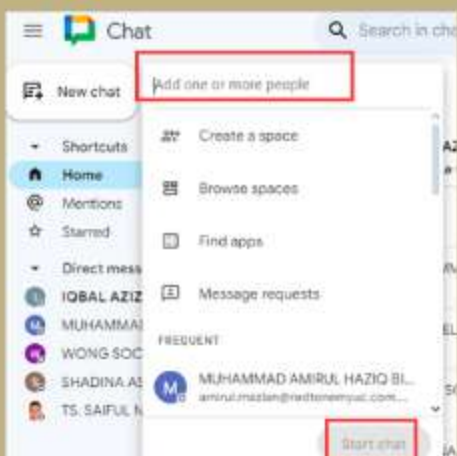 Chat
Search in cha
New chat
Add one or more people
Shortcuts
Home
Mentions
Starred
Direct mess
IQBAL AZIZ
MUHAMMA
WONG SOC
SHADINA AS
TS. SAIFUL N
Create a space
Browse spaces
Find apps
Message requests
FREQUENT
MUHAMMAD AMIRUL HAZIQ BI...
Start chat